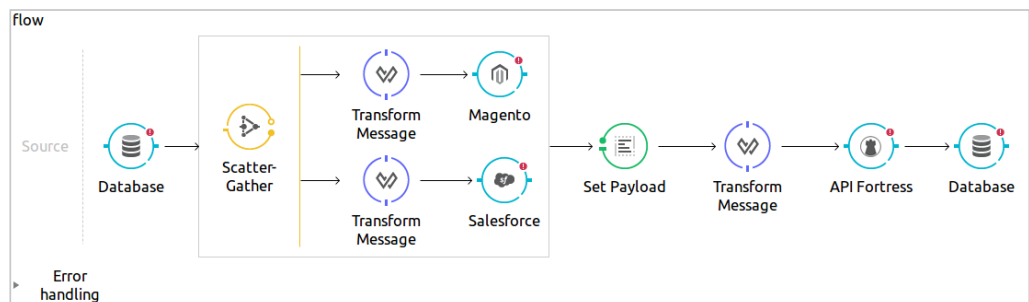 flow
Source
Database
Scatter-
Gather
Transform
Message
Magento
Transform
Message
Salesforce
Set Payload
Transform
Message
API Fortress
Database
Error
handling